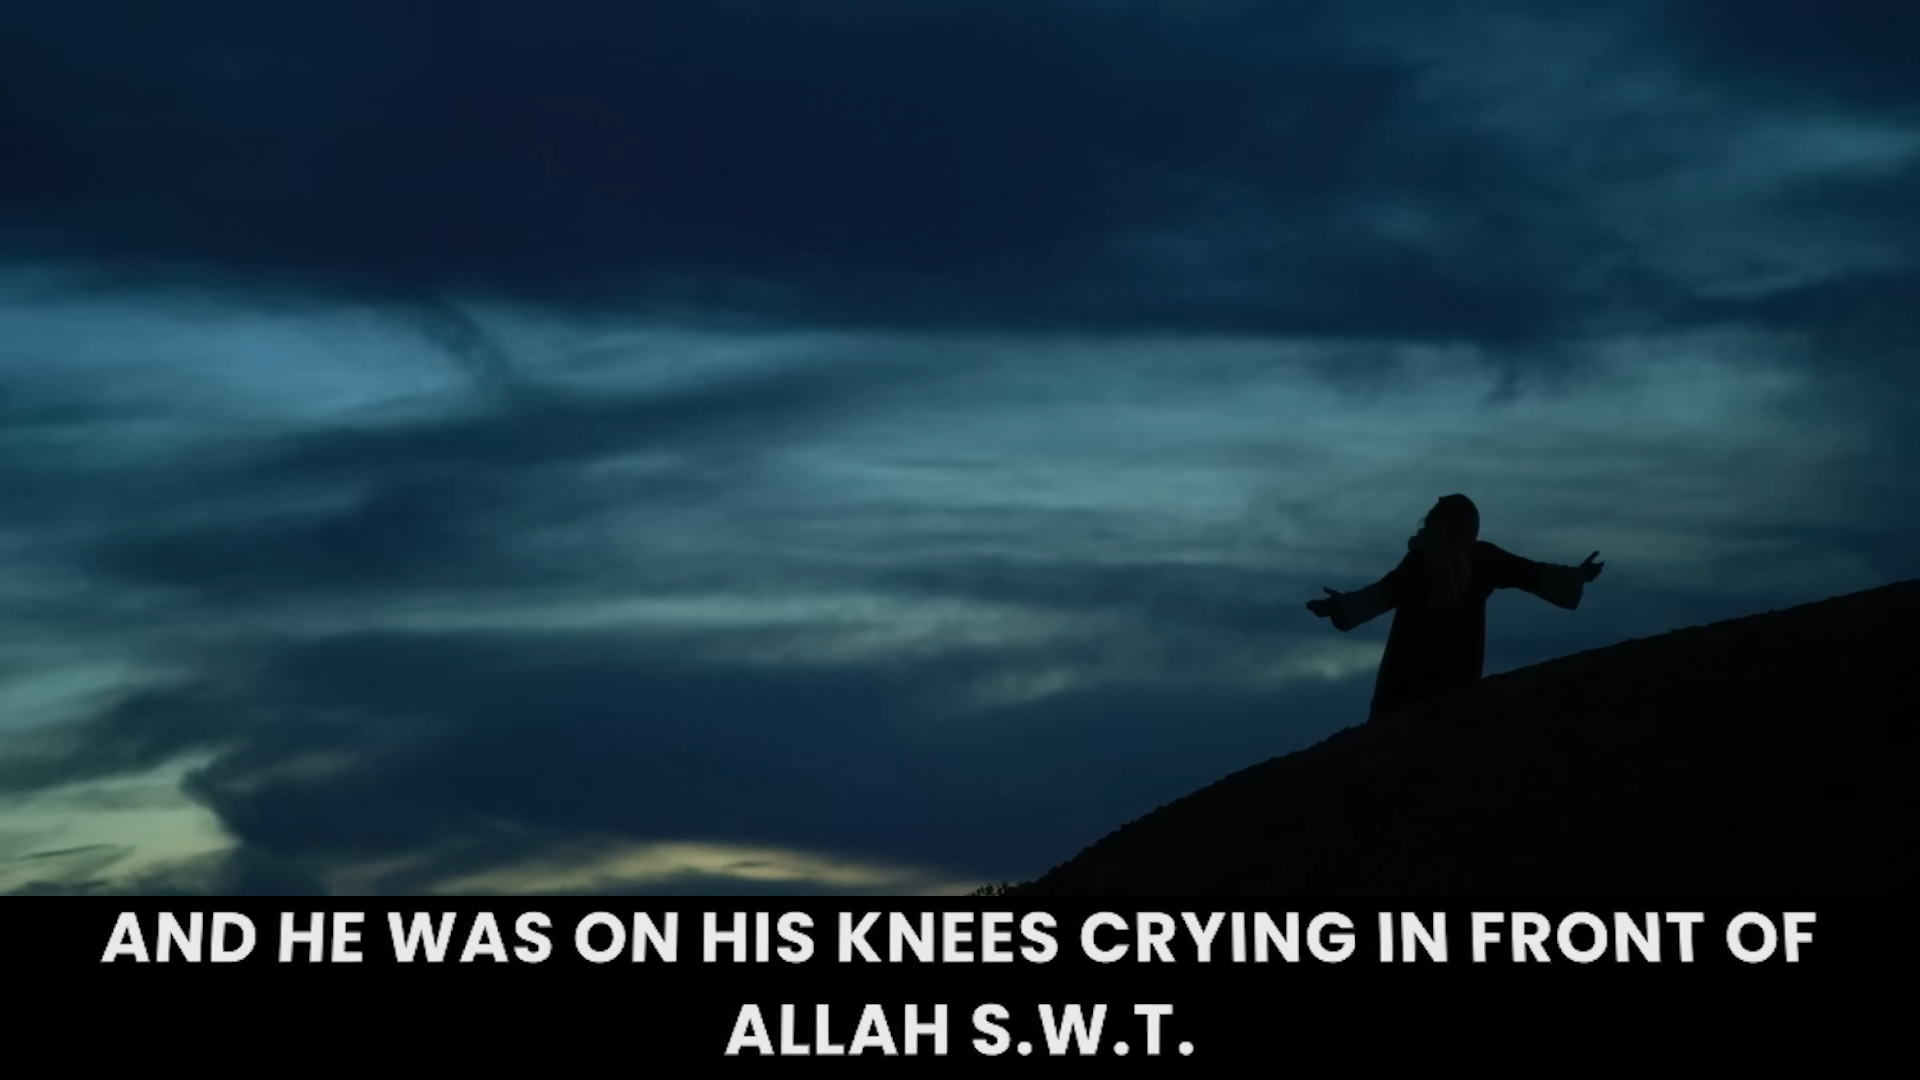 AND HE WAS ON HIS KNEES CRYING IN FRONT OF
ALLAH S.W.T.